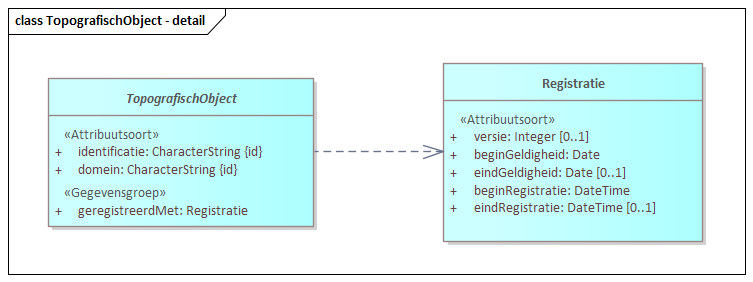 class TopografischObject - detail
TopografischObject
«Attribuutsoort»
+ identificatie: CharacterString {id}
+ domein: CharacterString {id}
«Gegevensgroep»
+ geregistreerdMet: Registratie
Registratie
«Attribuutsoort»
+ versie: Integer [0..1]
+ beginGeldigheid: Date
+ eindGeldigheid: Date [0..1]
+ beginRegistratie: DateTime
+ eindRegistratie: DateTime [0..1]